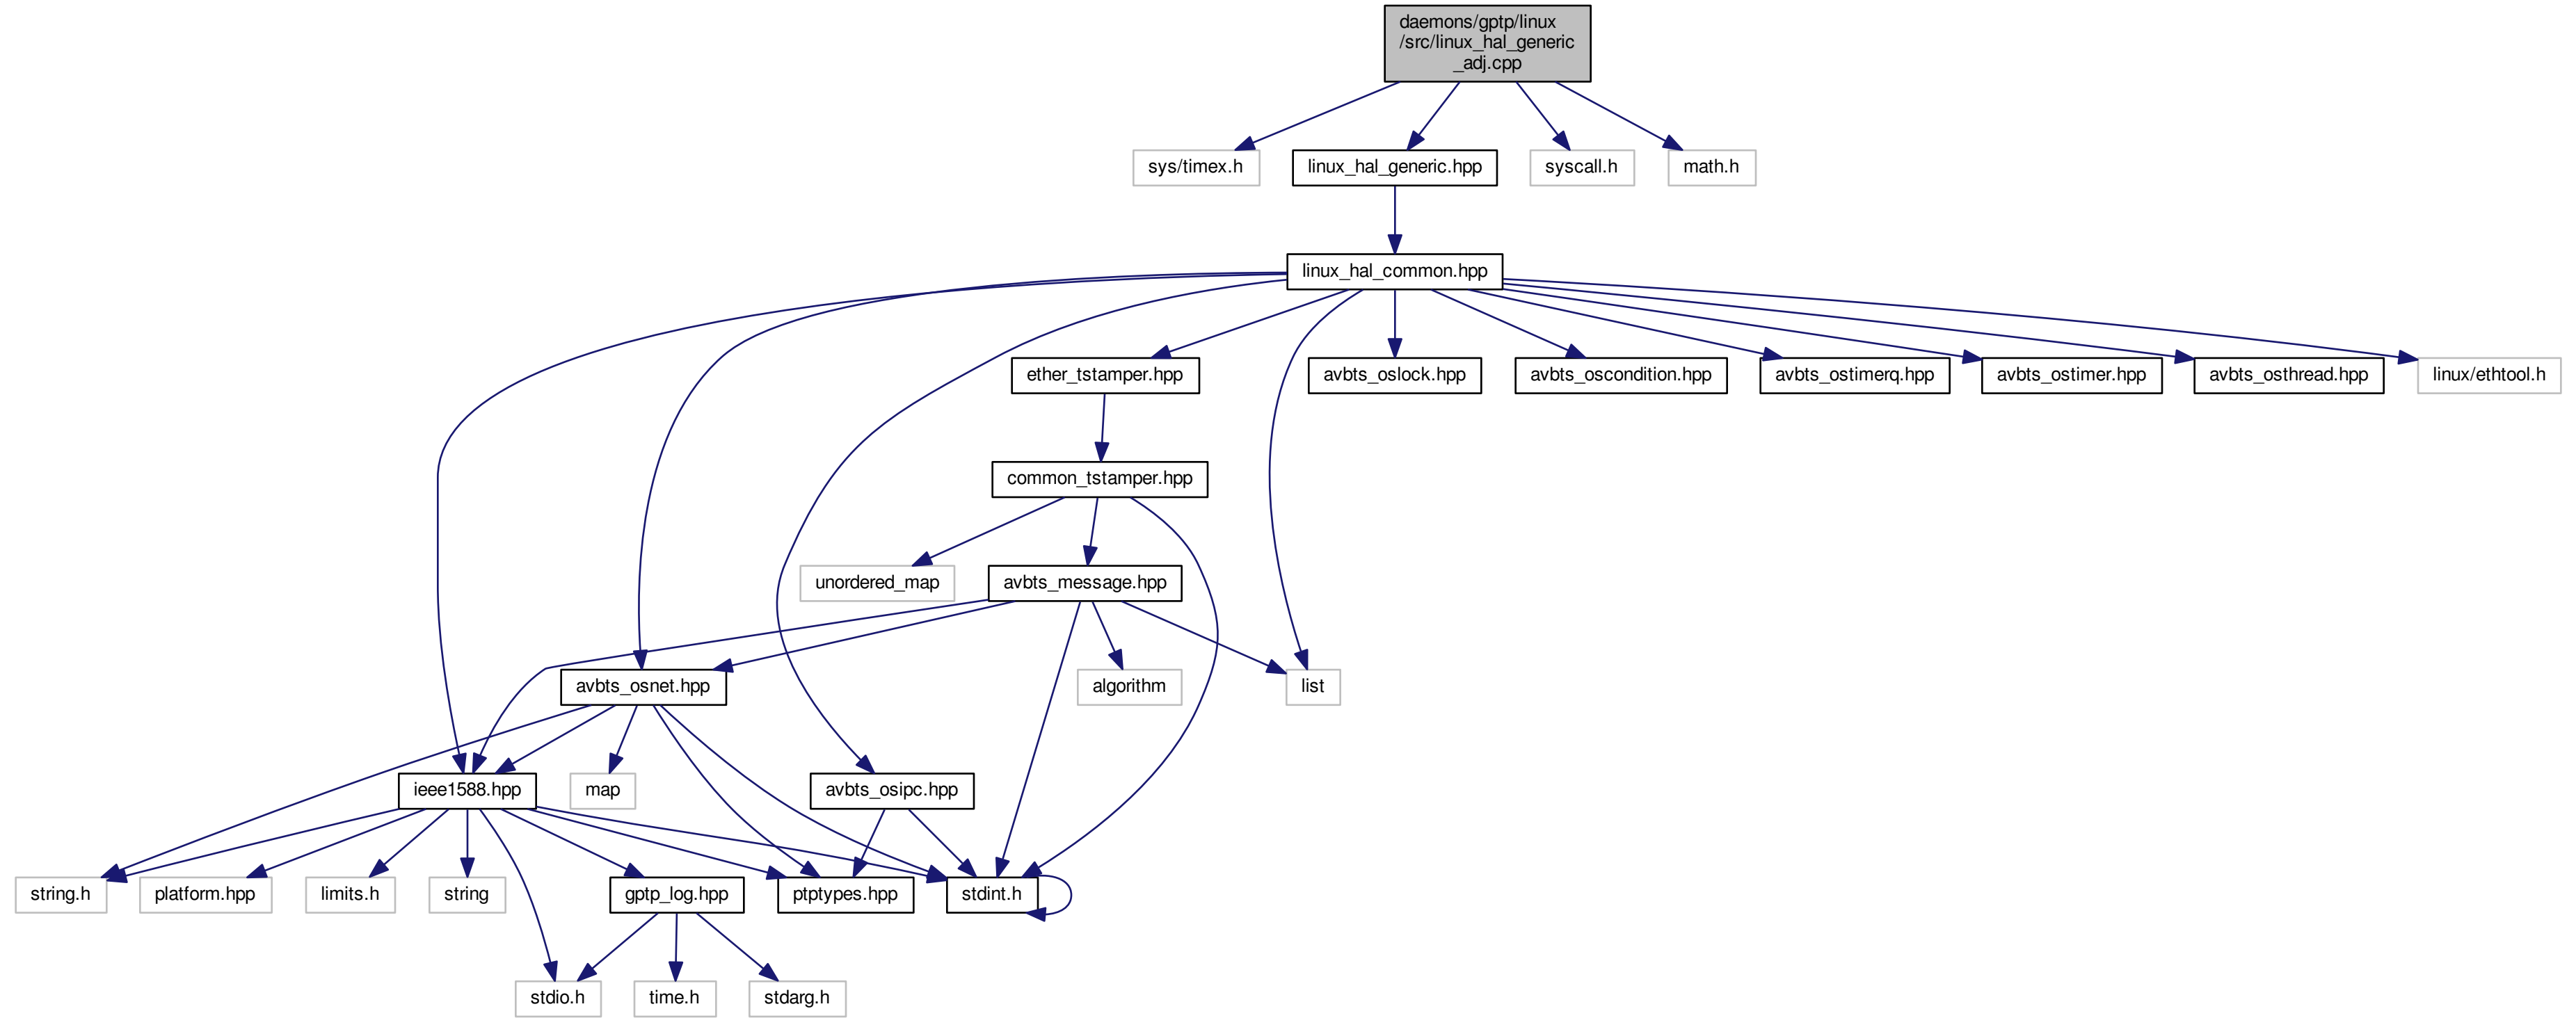 daemons/gptp/linux
/src/linux_hal_generic
_adj.cpp
sys/timex.h
linux_hal_generic.hpp
syscall.h
math.h
linux_hal_common.hpp
ether_tstamper.hpp
avbts_oslock.hpp
avbts_oscondition.hpp
avbts_ostimerq.hpp
avbts_ostimer.hpp
avbts_osthread.hpp
linux/ethtool.h
common_tstamper.hpp
unordered_map
avbts_message.hpp
avbts_osnet.hpp
algorithm
list
ieee1588.hpp
map
avbts_osipc.hpp
string.h
platform.hpp
limits.h
string
gptp_log.hpp
ptptypes.hpp
stdint.h
stdio.h
time.h
stdarg.h